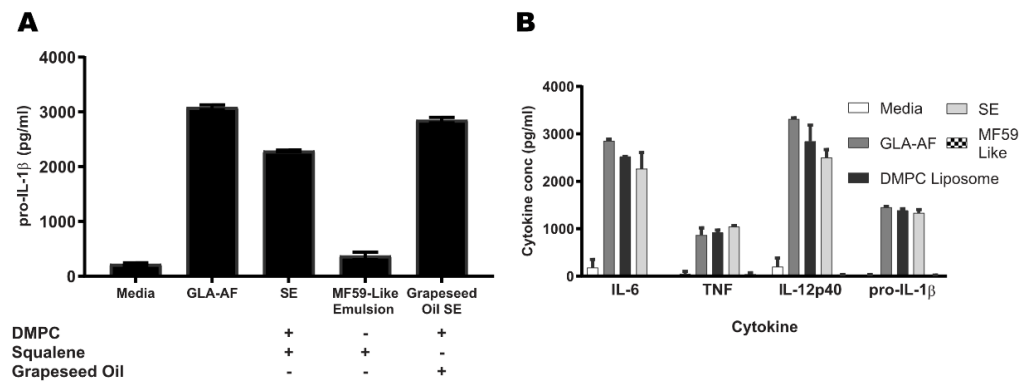 A
pro-IL-1β (pg/ml)
4000
3000
2000
1000
0
Media
GLA-AF
SE
MF59-Like
Emulsion
Grapeseed
Oil SE
DMPC + - +
Squalene + + -
Grapeseed Oil - - +
B
Cytokine conc (pg/ml)
4000
3000
2000
1000
0
IL-6
TNF
IL-12p40
pro-IL-1β
Cytokine
Media
GLA-AF
DMPC Liposome
SE
MF59
Like